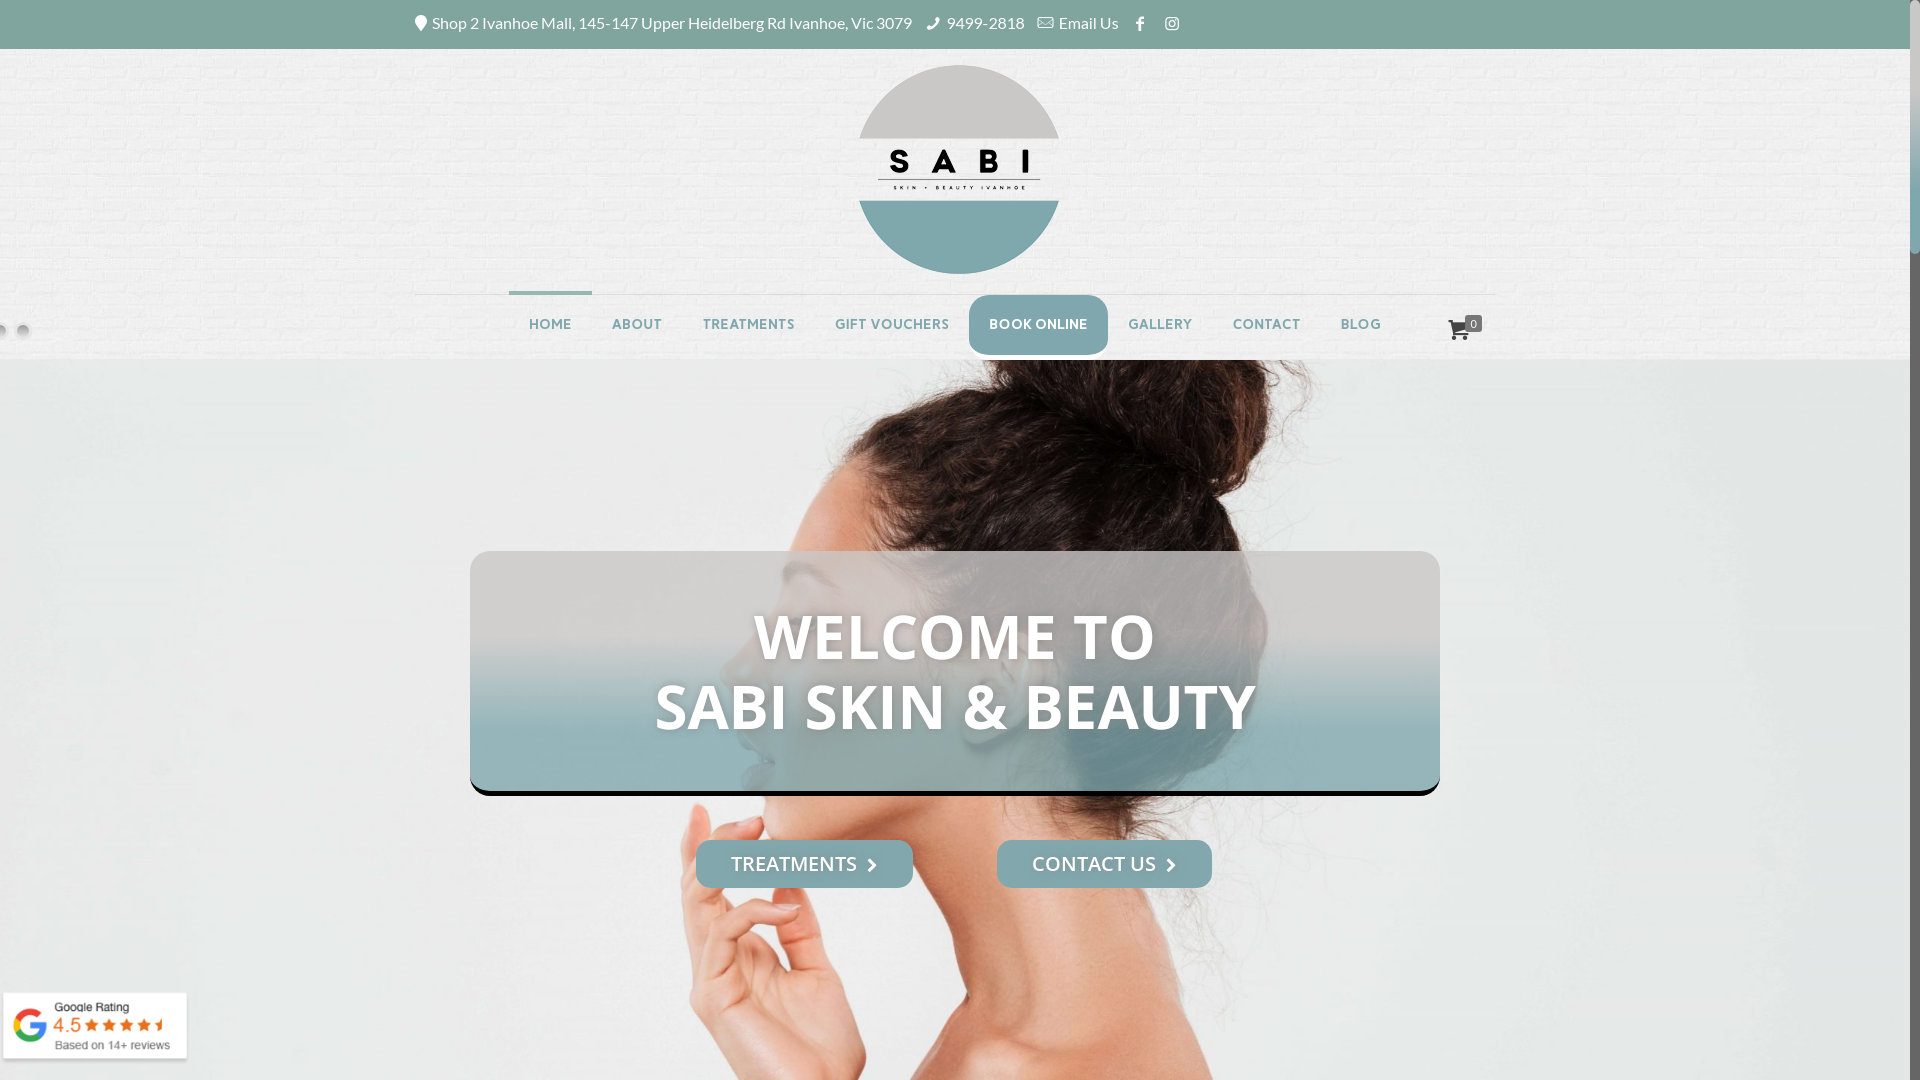 Shop 2 Ivanhoe Mall, 145-147 Upper Heidelberg Rd Ivanhoe, Vic 3079 9499-2818 Email Us
SABI
SKIN + BEAUTY IVANHOE
HOME ABOUT TREATMENTS GIFT VOUCHERS BOOK ONLINE GALLERY CONTACT BLOG 0
WELCOME TO
SABI SKIN & BEAUTY
TREATMENTS CONTACT US
Google Rating
4.5
Based on 14+ reviews